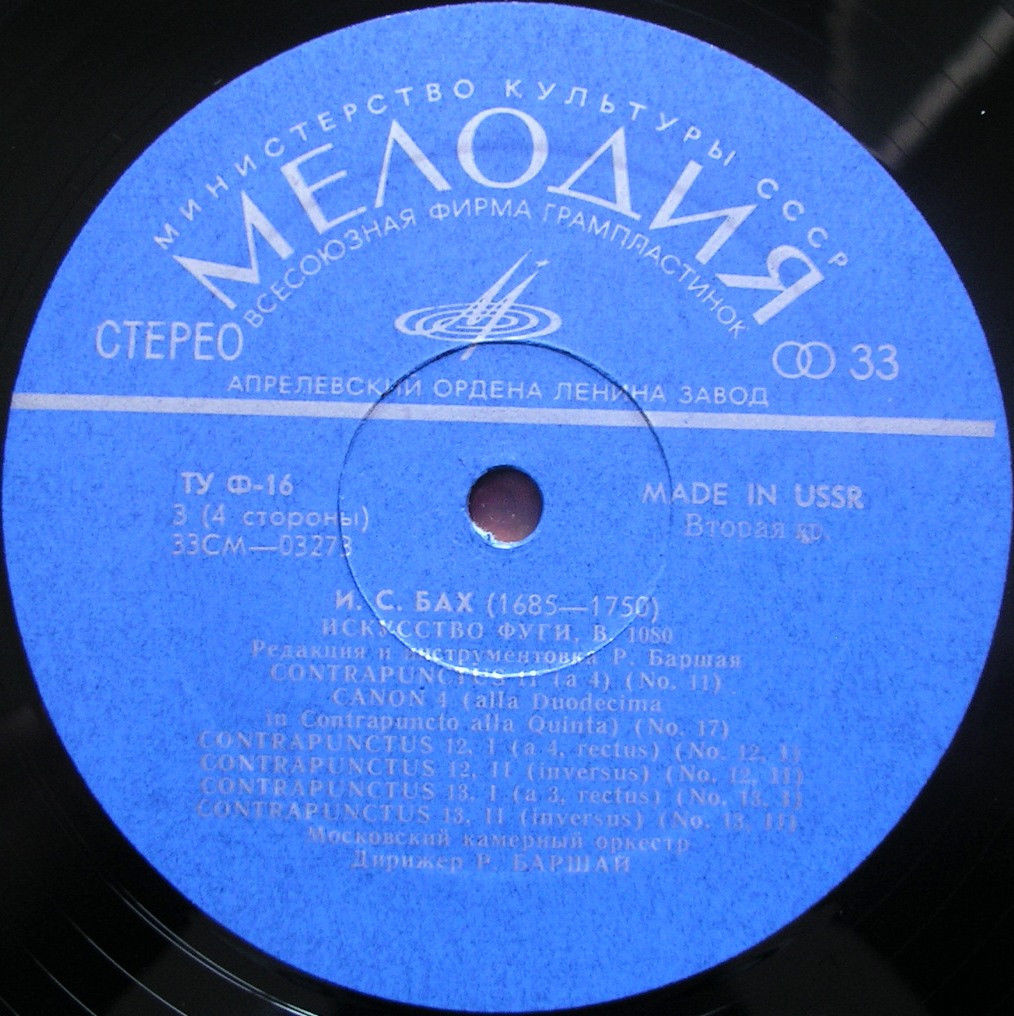 МИНИСТЕРСТВО КУЛЬТУРЫ СССР
МЕЛОДИЯ
ВСЕСОЮЗНАЯ ФИРМА ГРАМПЛАСТИНОК
СТЕРЕО
33
АПРЕЛЕВСКИЙ ОРДЕНА ЛЕНИНА ЗАВОД
ТУ Ф-16
MADE IN USSR
3 (4 стороны)
Вторая гр.
33СМ—03273
И. С. БАХ (1685—1750)
ИСКУССТВО ФУГИ, В. 1080
Редакция и инструментовка Р. Баршая
CONTRAPUNCTUS 11 (a 4) (No. 11)
CANON 4 (alla Duodecima
in Contrapuncto alla Quinta) (No. 17)
CONTRAPUNCTUS 12, I (a 4, rectus) (No. 12, I)
CONTRAPUNCTUS 12, II (inversus) (No. 12, II)
CONTRAPUNCTUS 13, I (a 3, rectus) (No. 13, I)
CONTRAPUNCTUS 13, II (inversus) (No. 13, II)
Московский камерный оркестр
Дирижер Р. БАРШАЙ